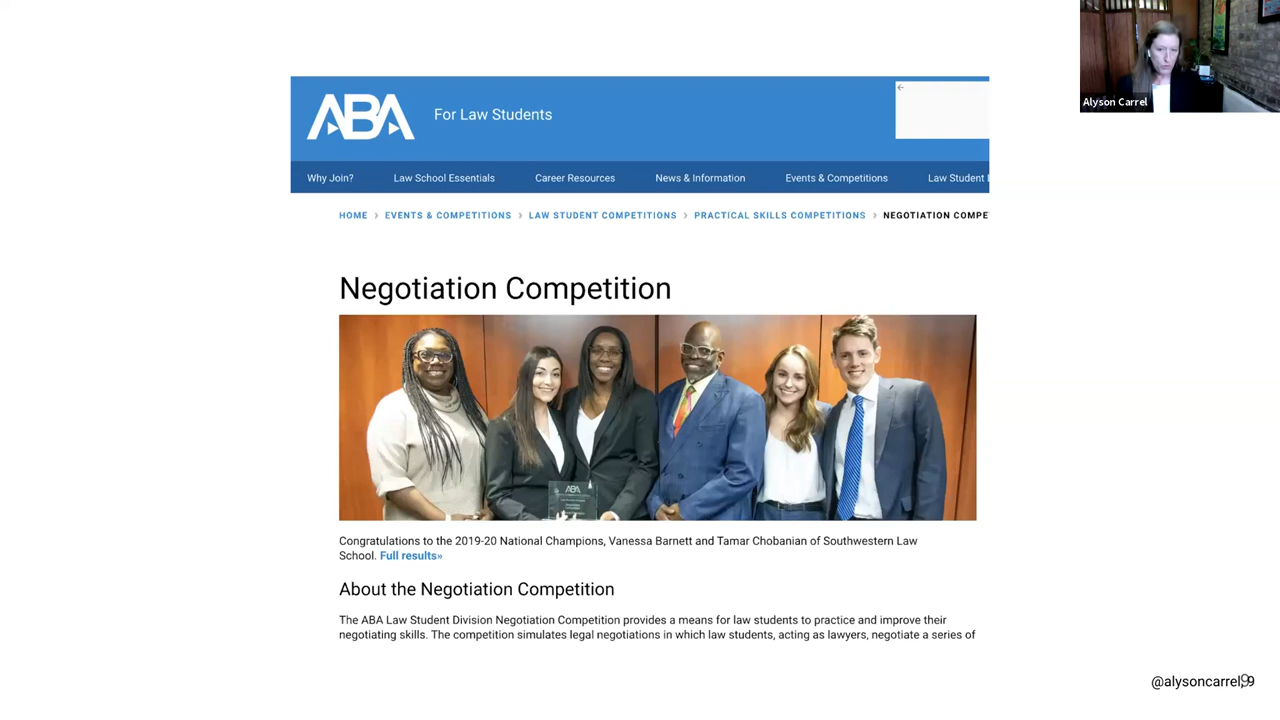 Alyson Carrel
ABA
For Law Students
Why Join? Law School Essentials Career Resources News & Information Events & Competitions Law Student
HOME > EVENTS & COMPETITIONS > LAW STUDENT COMPETITIONS > PRACTICAL SKILLS COMPETITIONS > NEGOTIATION COMPE
Negotiation Competition
ABA
Congratulations to the 2019-20 National Champions, Vanessa Barnett and Tamar Chobanian of Southwestern Law
School. Full results»
About the Negotiation Competition
The ABA Law Student Division Negotiation Competition provides a means for law students to practice and improve their
negotiating skills. The competition simulates legal negotiations in which law students, acting as lawyers, negotiate a series of
@alysoncarrel